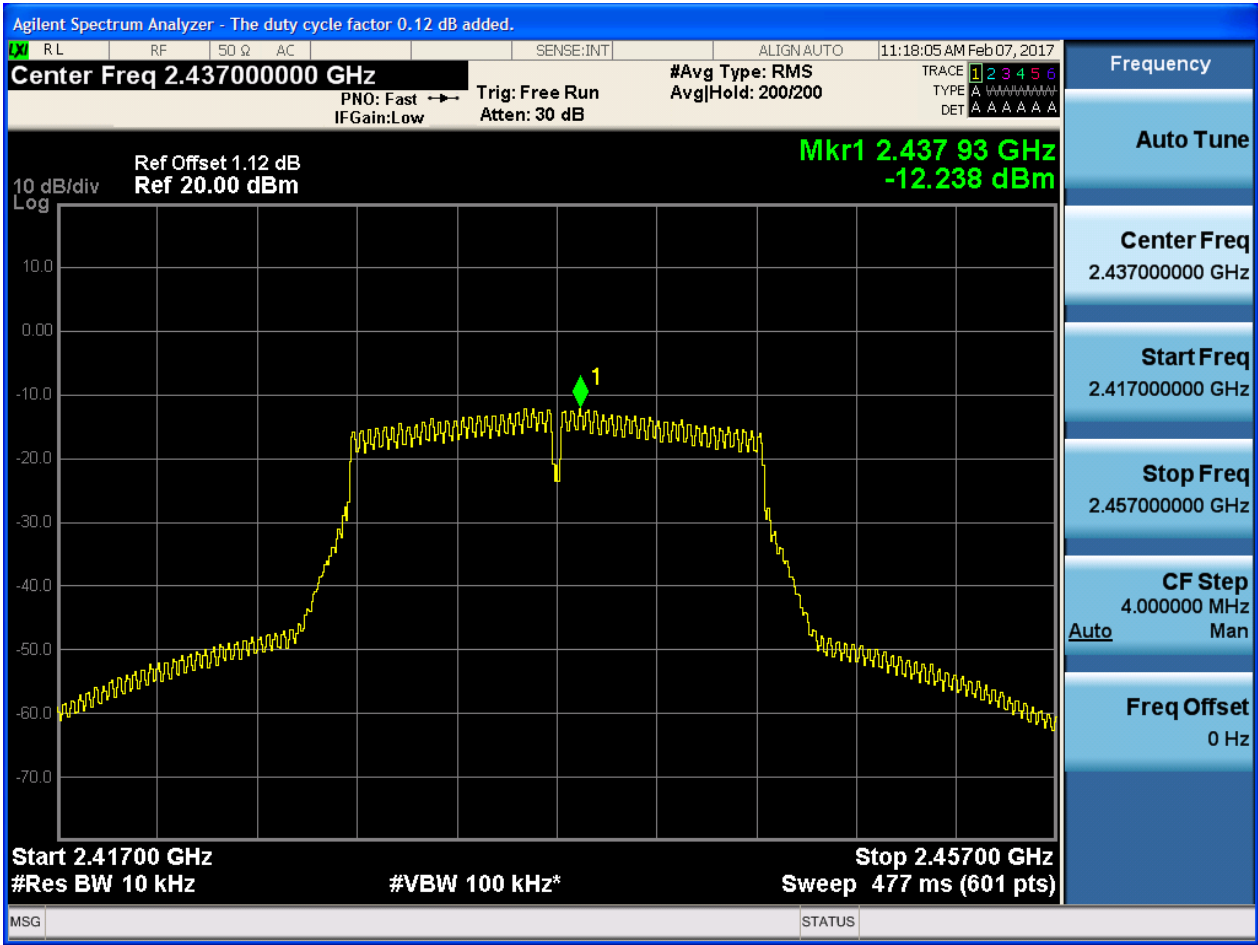 Agilent Spectrum Analyzer - The duty cycle factor 0.12 dB added.
LXI RL RF 50 Ω AC SENSE:INT ALIGN AUTO 11:18:05 AM Feb 07, 2017
Center Freq 2.437000000 GHz
PNO: Fast
IFGain:Low
Trig: Free Run
Atten: 30 dB
#Avg Type: RMS
Avg|Hold: 200/200
TRACE 1 2 3 4 5 6
TYPE A WWWWW
DET A A A A A A
Mkr1 2.437 93 GHz
-12.238 dBm
Ref Offset 1.12 dB
10 dB/div Ref 20.00 dBm
Log
10.0
0.00
-10.0
-20.0
-30.0
-40.0
-50.0
-60.0
-70.0
1
Start 2.41700 GHz Stop 2.45700 GHz
#Res BW 10 kHz #VBW 100 kHz* Sweep 477 ms (601 pts)
MSG STATUS
Frequency
Auto Tune
Center Freq
2.437000000 GHz
Start Freq
2.417000000 GHz
Stop Freq
2.457000000 GHz
CF Step
4.000000 MHz
Auto Man
Freq Offset
0 Hz